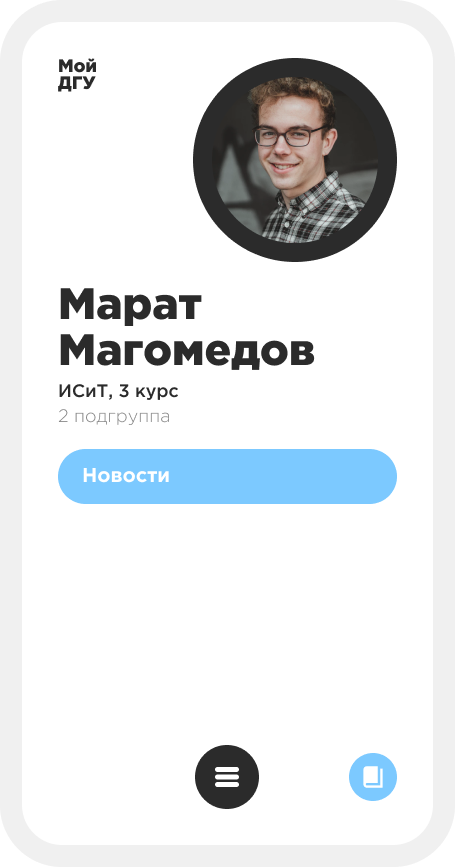 Мой
ДГУ
Марат
Магомедов
ИСиТ, 3 курс
2 подгруппа
Новости